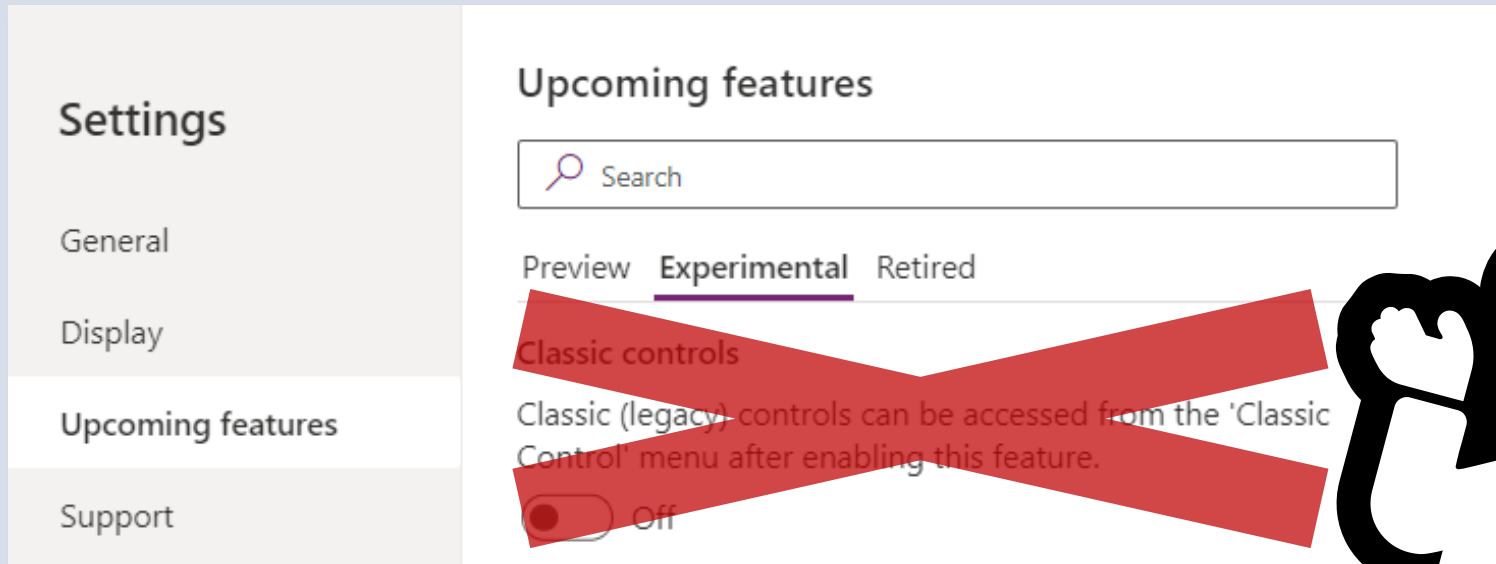 Settings
General
Display
Upcoming features
Support
Upcoming features
Search
Preview Experimental Retired
Classic controls
Classic (legacy) controls can be accessed from the 'Classic
Control' menu after enabling this feature.
Off